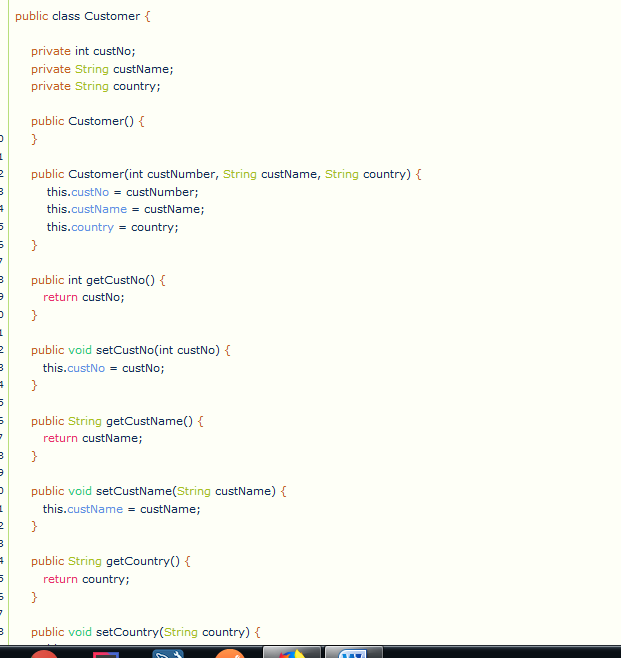 public class Customer {
private int custNo;
private String custName;
private String country;
public Customer() {
}
public Customer(int custNumber, String custName, String country) {
this.custNo = custNumber;
this.custName = custName;
this.country = country;
}
public int getCustNo() {
return custNo;
}
public void setCustNo(int custNo) {
this.custNo = custNo;
}
public String getCustName() {
return custName;
}
public void setCustName(String custName) {
this.custName = custName;
}
public String getCountry() {
return country;
}
public void setCountry(String country) {